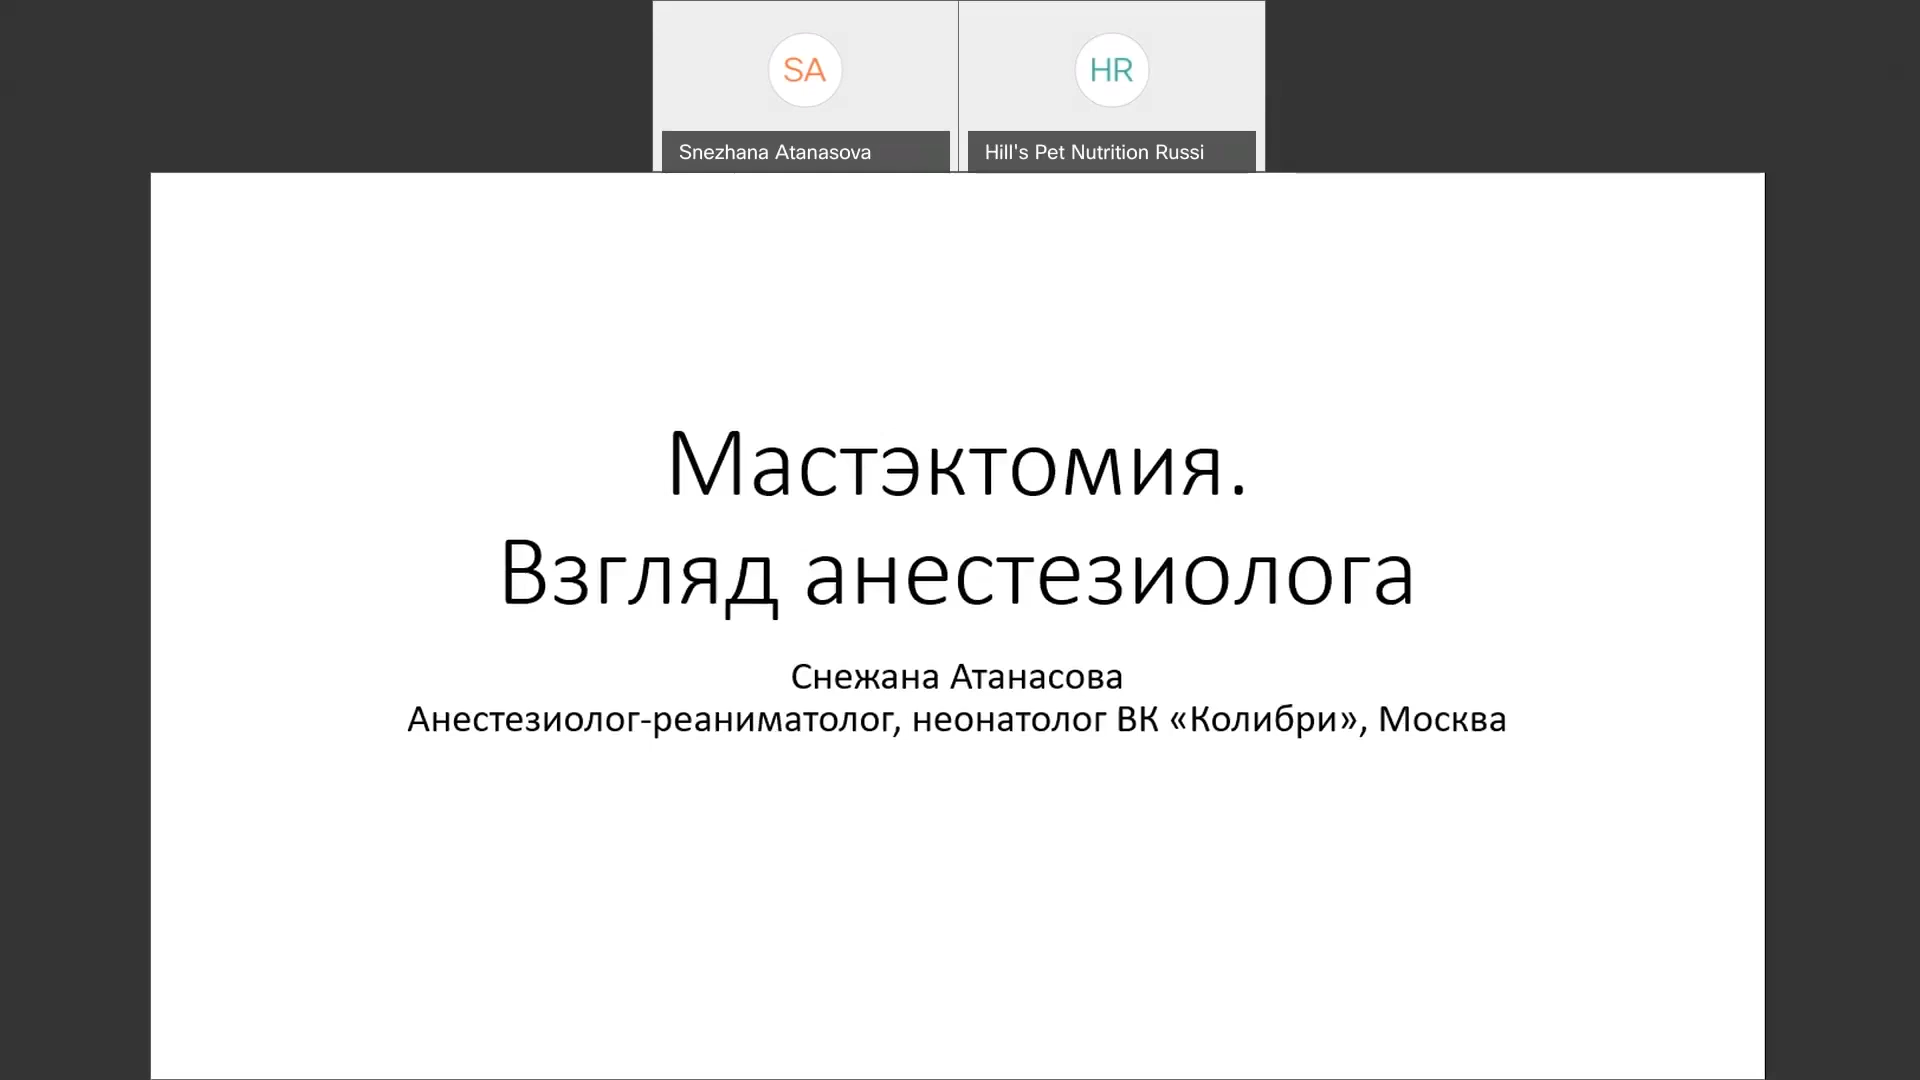 SA
HR
Snezhana Atanasova
Hill's Pet Nutrition Russi
Мастэктомия.
Взгляд анестезиолога
Снежана Атанасова
Анестезиолог-реаниматолог, неонатолог ВК «Колибри», Москва